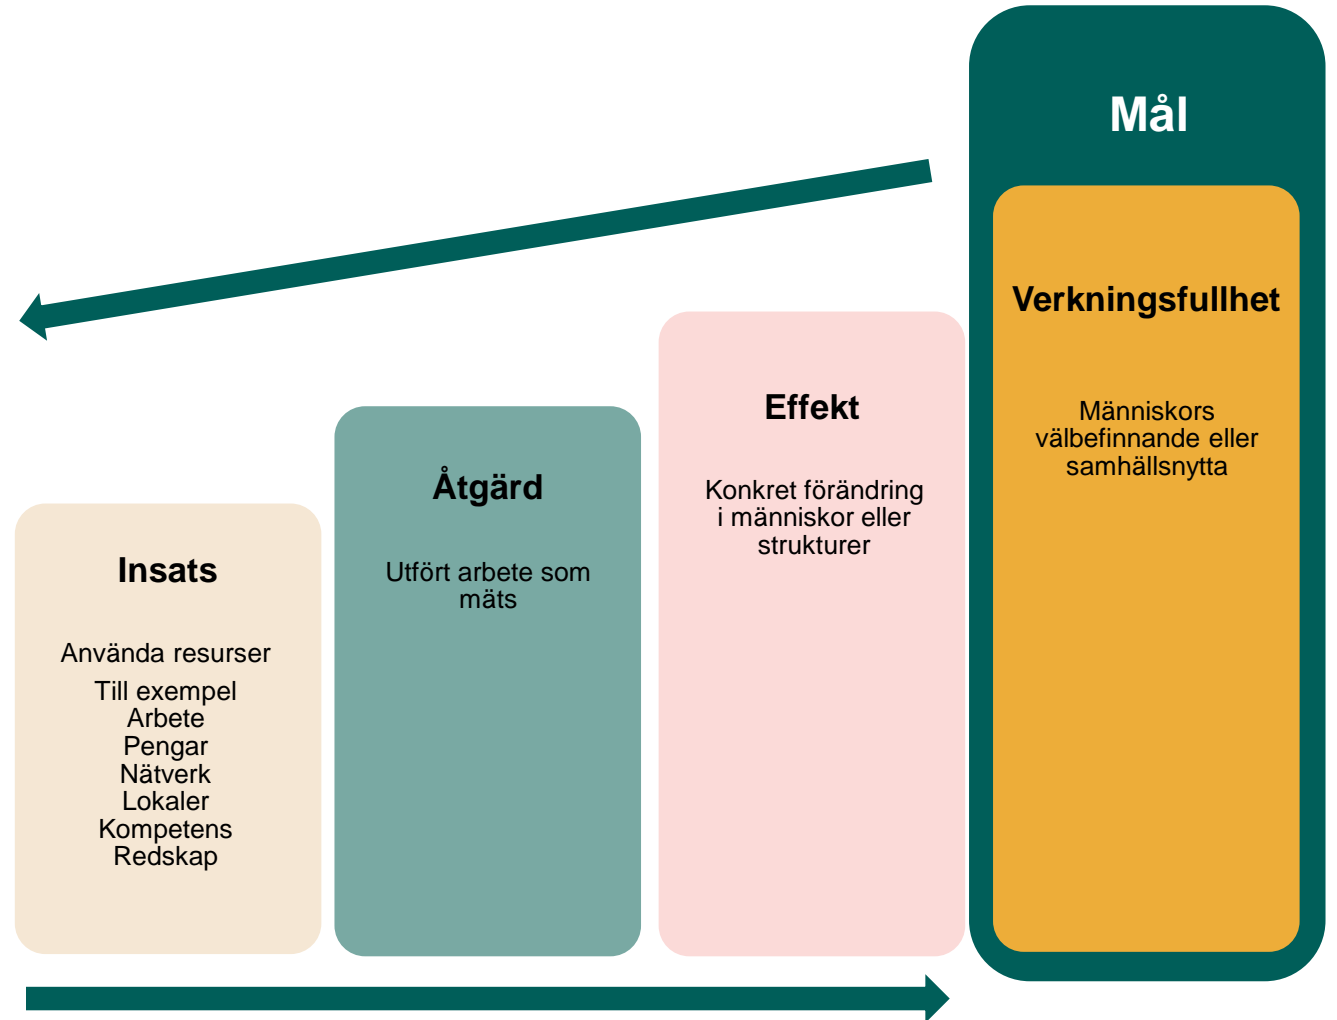 Mål
Verkningsfullhet
Människors
välbefinnande eller
samhällsnytta
Effekt
Konkret förändring
i människor eller
strukturer
Åtgärd
Utfört arbete som
mäts
Insats
Använda resurser
Till exempel
Arbete
Pengar
Nätverk
Lokaler
Kompetens
Redskap